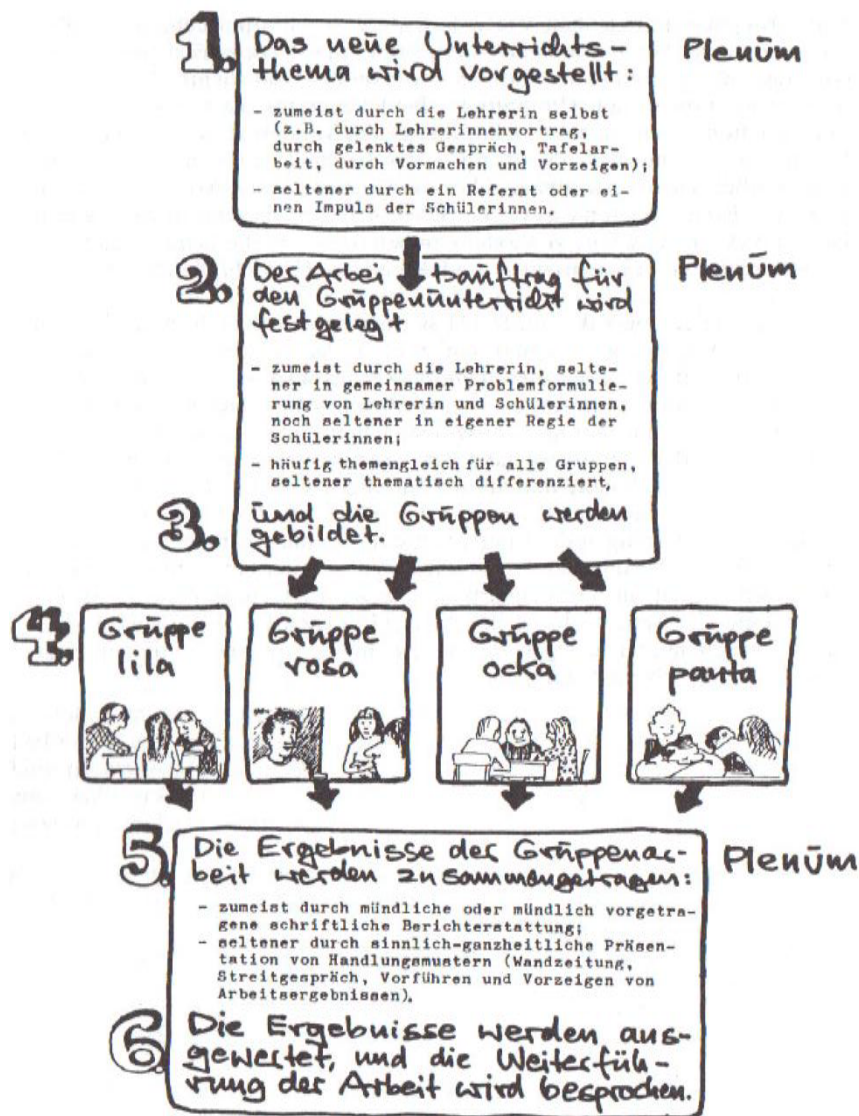 1. Das neue Unterrichts- Plenum
thema wird vorgestellt:
- zumeist durch die Lehrerin selbst
(z.B. durch Lehrerinnenvortrag,
durch gelenktes Gespräch, Tafelar-
beit, durch Vormachen und Vorzeigen);
- seltener durch ein Referat oder ei-
nen Impuls der Schülerinnen.
2. Der Arbeitsauftrag für Plenum
den Gruppenunterricht wird
festgelegt
- zumeist durch die Lehrerin, selte-
ner in gemeinsamer Problemformulie-
rung von Lehrerin und Schülerinnen,
noch seltener in eigener Regie der
Schülerinnen;
- häufig themengleich für alle Gruppen,
seltener thematisch differenziert,
3. und die Gruppen werden
gebildet.
4.
Gruppe
lila
Gruppe
rosa
Gruppe
ocka
Gruppe
panta
5. Die Ergebnisse der Gruppenar- Plenum
beit werden zusammengetragen:
- zumeist durch mündliche oder mündlich vorgetra-
gene schriftliche Berichterstattung;
- seltener durch sinnlich-ganzheitliche Präsen-
tation von Handlungsmustern (Wandzeitung,
Streitgespräch, Vorführen und Vorzeigen von
Arbeitsergebnissen).
6. Die Ergebnisse werden aus-
gewertet, und die Weiterfüh-
rung der Arbeit wird besprochen.